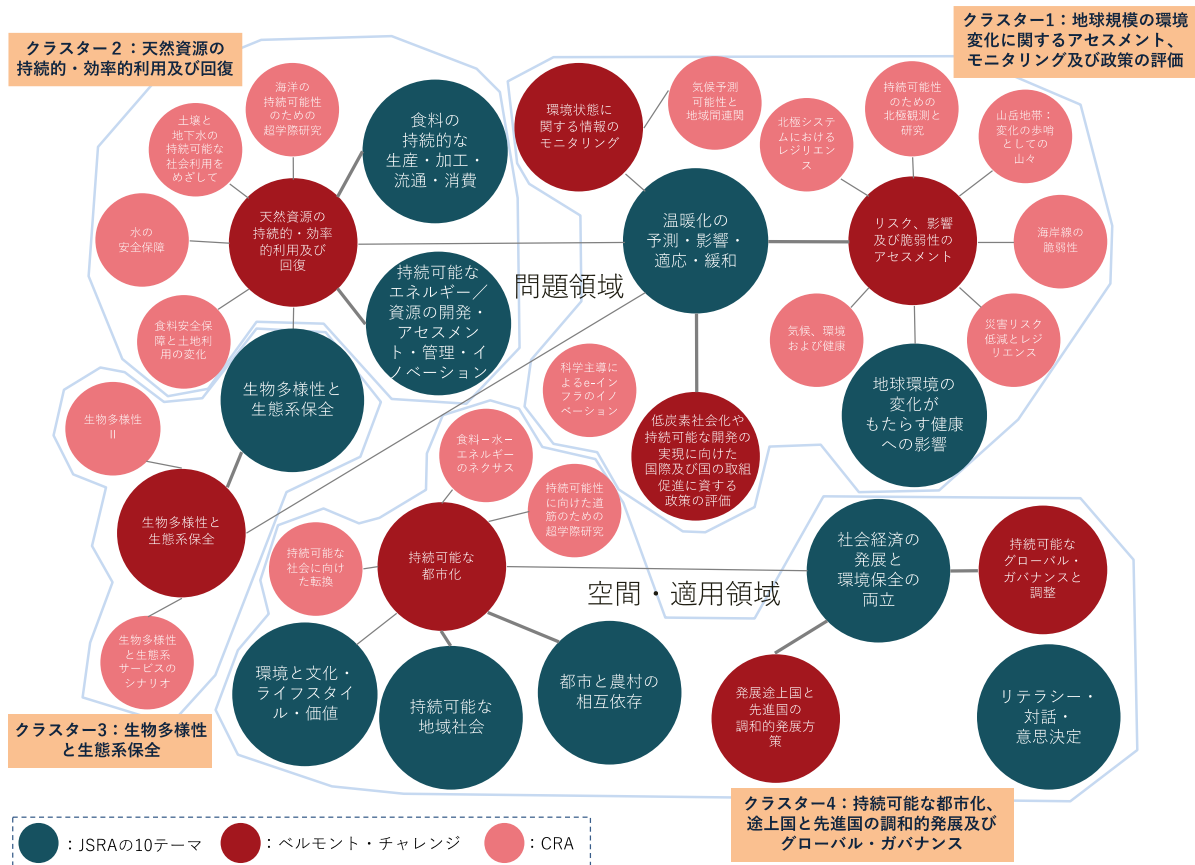 クラスター２：天然資源の
持続的・効率的利用及び回復
クラスター1：地球規模の環境
変化に関するアセスメント、
モニタリング及び政策の評価
海洋の
持続可能性
のための
超学際研究
土壌と
地下水の
持続可能な
社会利用を
めざして
食料の
持続的な
生産・加工・
流通・消費
水の
安全保障
天然資源の
持続的・効率
的利用及び
回復
食料安全保
障と土地利
用の変化
持続可能な
エネルギー／
資源の開発・
アセスメン
ト・管理・イ
ノベーション
生物多様性と
生態系保全
環境状態に
関する情報の
モニタリング
気候予測
可能性と
地域間連関
北極システ
ムにおける
レジリエン
ス
持続可能性
のための
北極観測と
研究
山岳地帯：
変化の歩哨
としての
山々
温暖化の
予測・影響・
適応・緩和
リスク、影響
及び脆弱性の
アセスメント
海岸線の
脆弱性
問題領域
気候、環境
および健康
災害リスク
低減とレジ
リエンス
科学主導に
よるe-イン
フラのイノ
ベーション
地球環境の
変化が
もたらす健康
への影響
低炭素社会化や
持続可能な開発の
実現に向けた
国際及び国の取組
促進に資する
政策の評価
生物多様性
II
生物多様性と
生態系保全
生物多様性
と生態系
サービスの
シナリオ
クラスター3：生物多様性
と生態系保全
食料－水－
エネルギー
のネクサス
持続可能性
に向けた道
筋のための
超学際研究
持続可能な
社会に向け
た転換
持続可能な
都市化
空間・適用領域
社会経済の
発展と
環境保全の
両立
持続可能な
グローバル・
ガバナンスと
調整
環境と文化・
ライフスタイ
ル・価値
持続可能な
地域社会
都市と農村の
相互依存
発展途上国と
先進国の
調和的発展方
策
リテラシー・
対話・
意思決定
クラスター4：持続可能な都市化、
途上国と先進国の調和的発展及び
グローバル・ガバナンス
：JSRAの10テーマ
：ベルモント・チャレンジ
：CRA